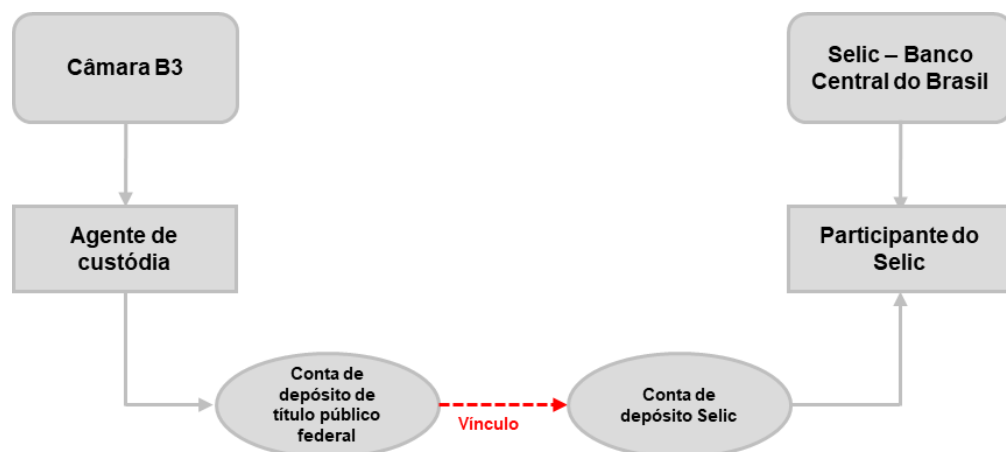 Câmara B3
Selic – Banco
Central do Brasil
Agente de
custódia
Participante do
Selic
Conta de
depósito de
título público
federal
Vínculo
Conta de
depósito Selic